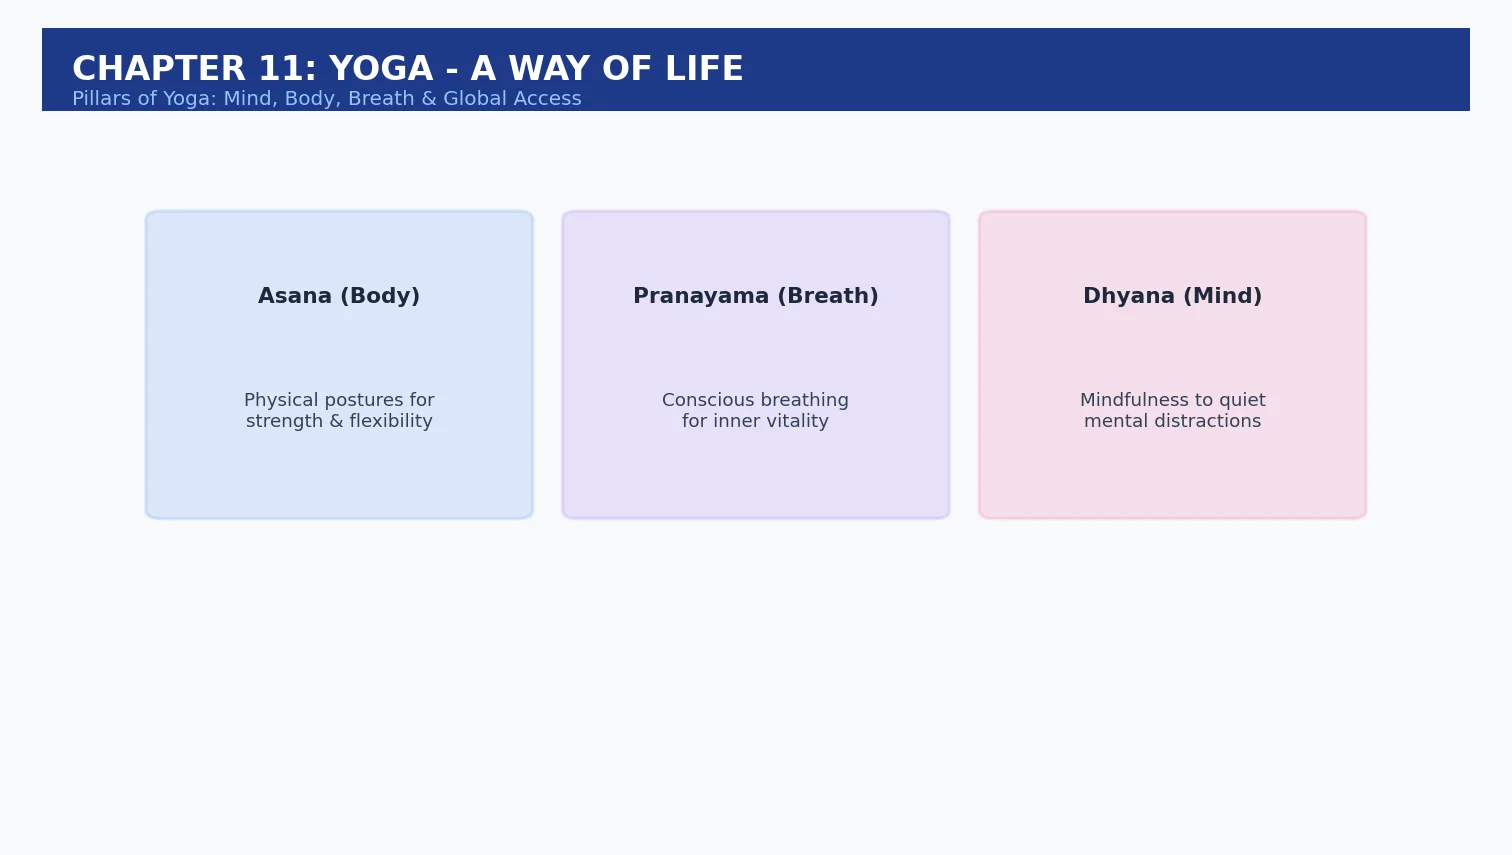 CHAPTER 11: YOGA - A WAY OF LIFE
Pillars of Yoga: Mind, Body, Breath & Global Access
Asana (Body)
Physical postures for
strength & flexibility
Pranayama (Breath)
Conscious breathing
for inner vitality
Dhyana (Mind)
Mindfulness to quiet
mental distractions